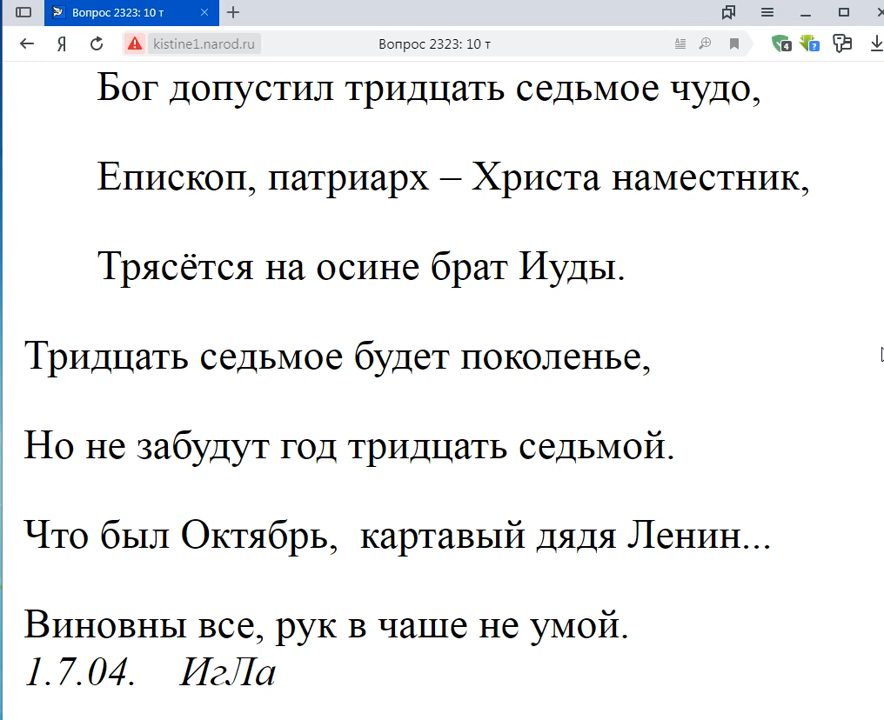 Вопрос 2323: 10 т
Я kistine1.narod.ru Вопрос 2323: 10 т 4 ?
Бог допустил тридцать седьмое чудо,
Епископ, патриарх – Христа наместник,
Трясётся на осине брат Иуды.
Тридцать седьмое будет поколенье,
Но не забудут год тридцать седьмой.
Что был Октябрь, картавый дядя Ленин...
Виновны все, рук в чаше не умой.
1.7.04. ИгЛа